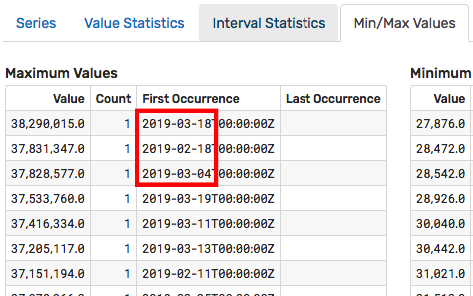 Series Value Statistics Interval Statistics Min/Max Values
Maximum Values Minimum
Value Count First Occurrence Last Occurrence Value
38,290,015.0 1 2019-03-18T00:00:00Z 27,876.0
37,831,347.0 1 2019-02-18T00:00:00Z 28,472.0
37,828,577.0 1 2019-03-04T00:00:00Z 28,542.0
37,533,760.0 1 2019-03-19T00:00:00Z 28,926.0
37,416,334.0 1 2019-03-11T00:00:00Z 30,040.0
37,205,117.0 1 2019-03-13T00:00:00Z 30,442.0
37,151,194.0 1 2019-02-11T00:00:00Z 31,021.0